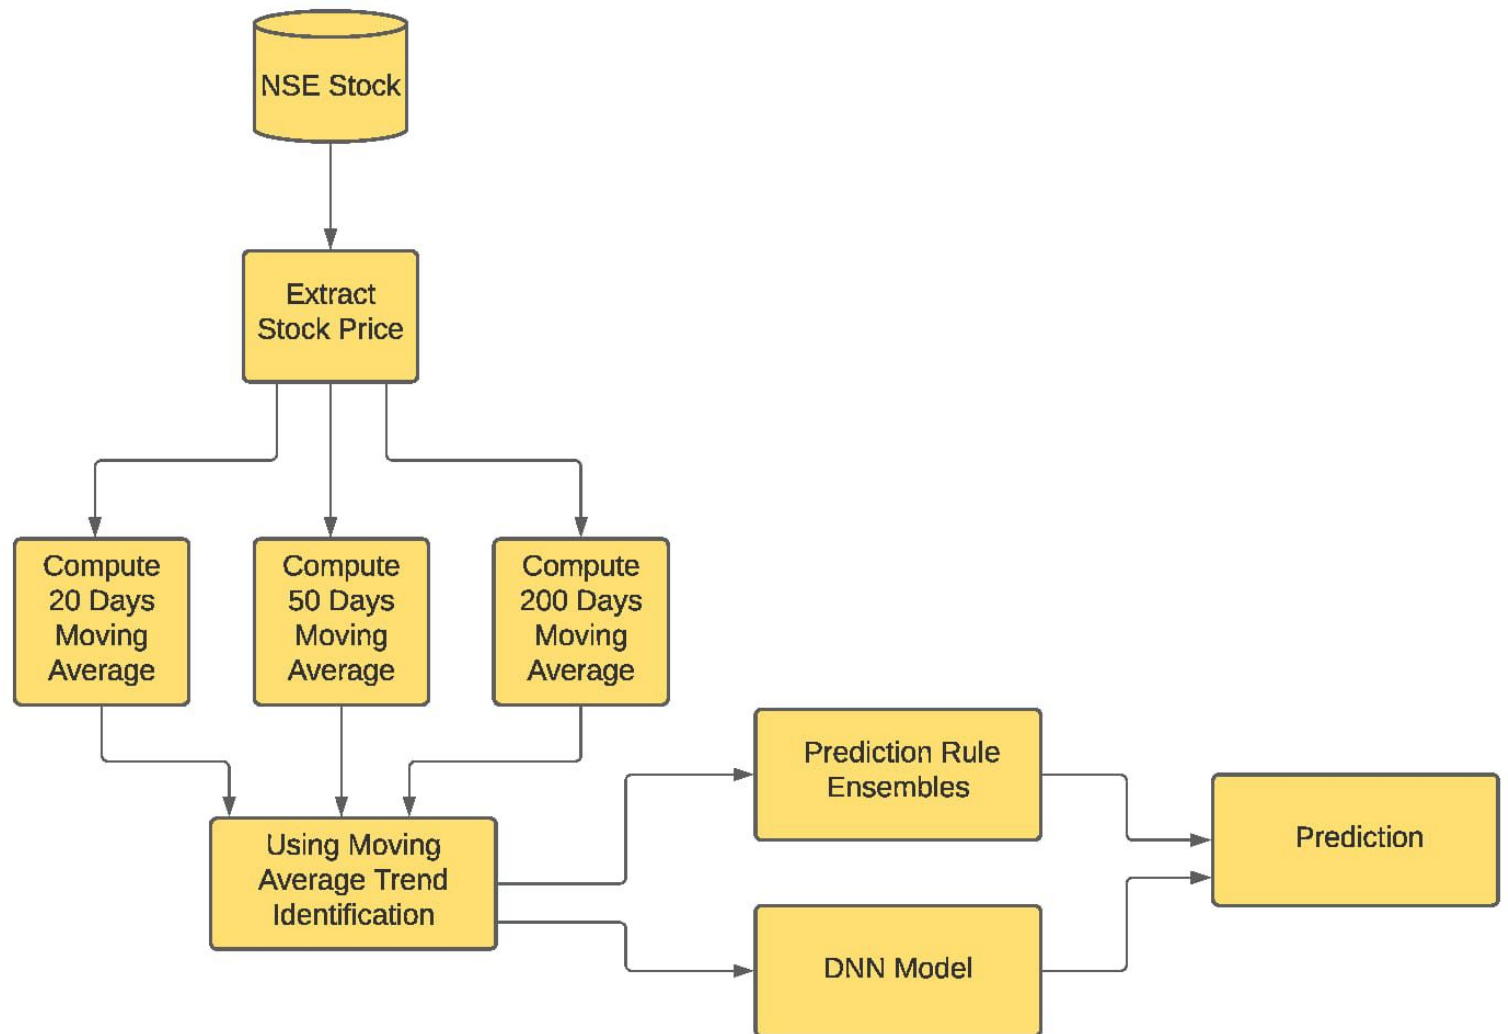 NSE Stock
Extract
Stock Price
Compute
20 Days
Moving
Average
Compute
50 Days
Moving
Average
Compute
200 Days
Moving
Average
Using Moving
Average Trend
Identification
Prediction Rule
Ensembles
DNN Model
Prediction